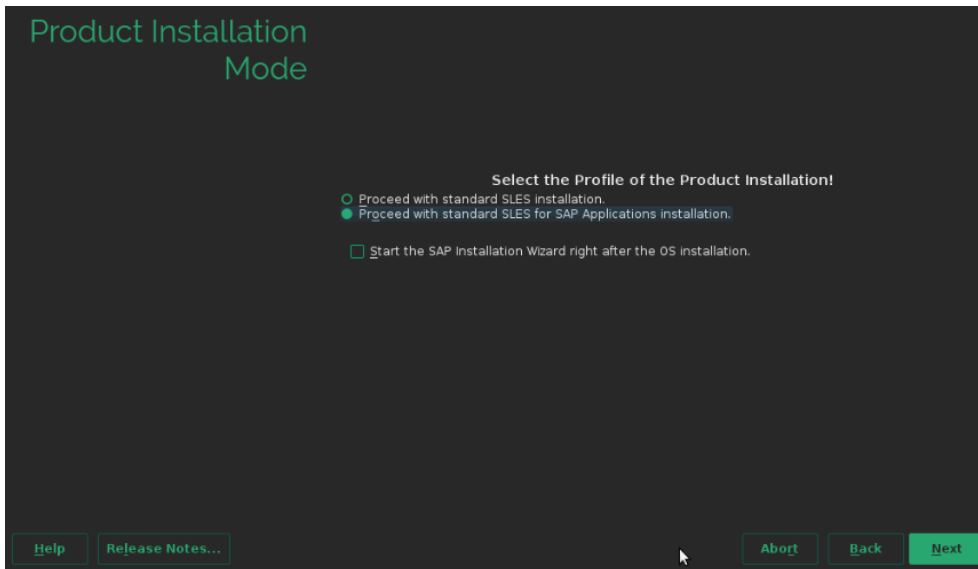 Product Installation
Mode
Select the Profile of the Product Installation!
Proceed with standard SLES installation.
Proceed with standard SLES for SAP Applications installation.
Start the SAP Installation Wizard right after the OS installation.
Help
Release Notes...
Abort
Back
Next